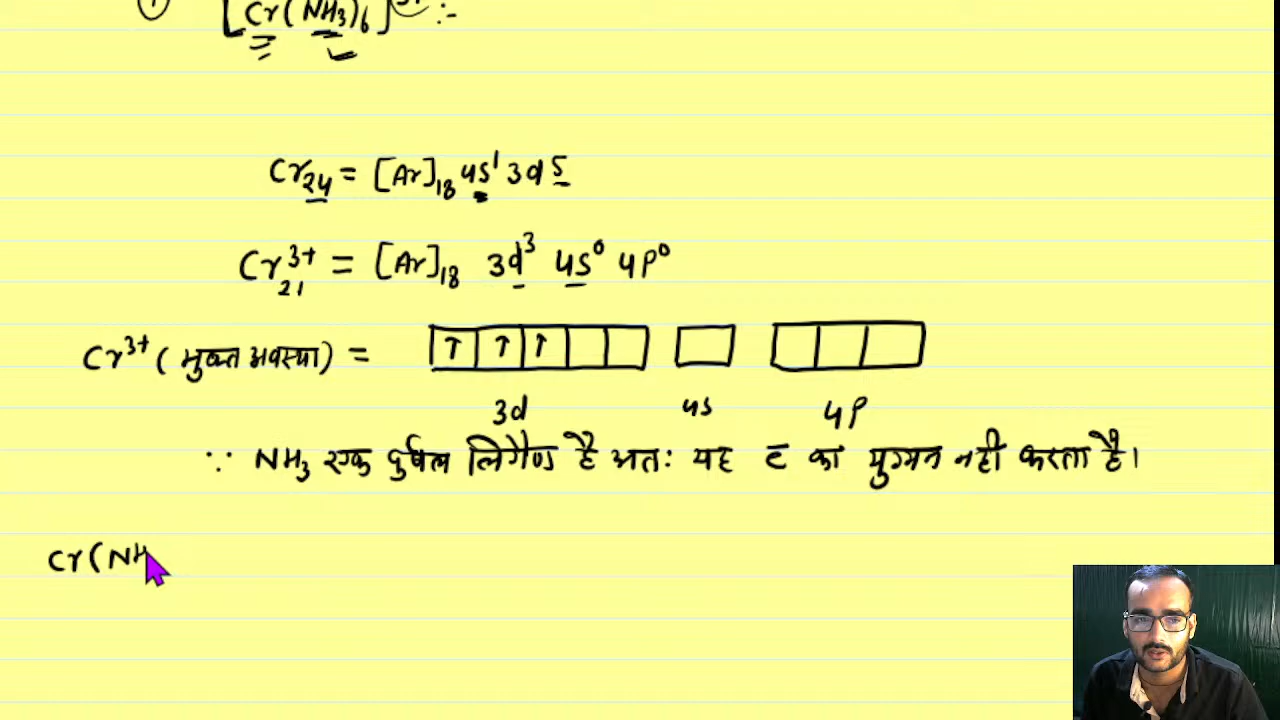 ① [Cr(NH₃)₆]³⁺ :-
Cr₂₄ = [Ar]₁₈ 4s¹ 3d⁵
Cr³⁺₂₁ = [Ar]₁₈ 3d³ 4s⁰ 4p⁰
Cr³⁺ (मुक्त अवस्था) = ↑ ↑ ↑
3d 4s 4p
∵ NH₃ एक दुर्बल लिगैण्ड है अतः यह e̅ का युग्मन नही करता है।
Cr(NH